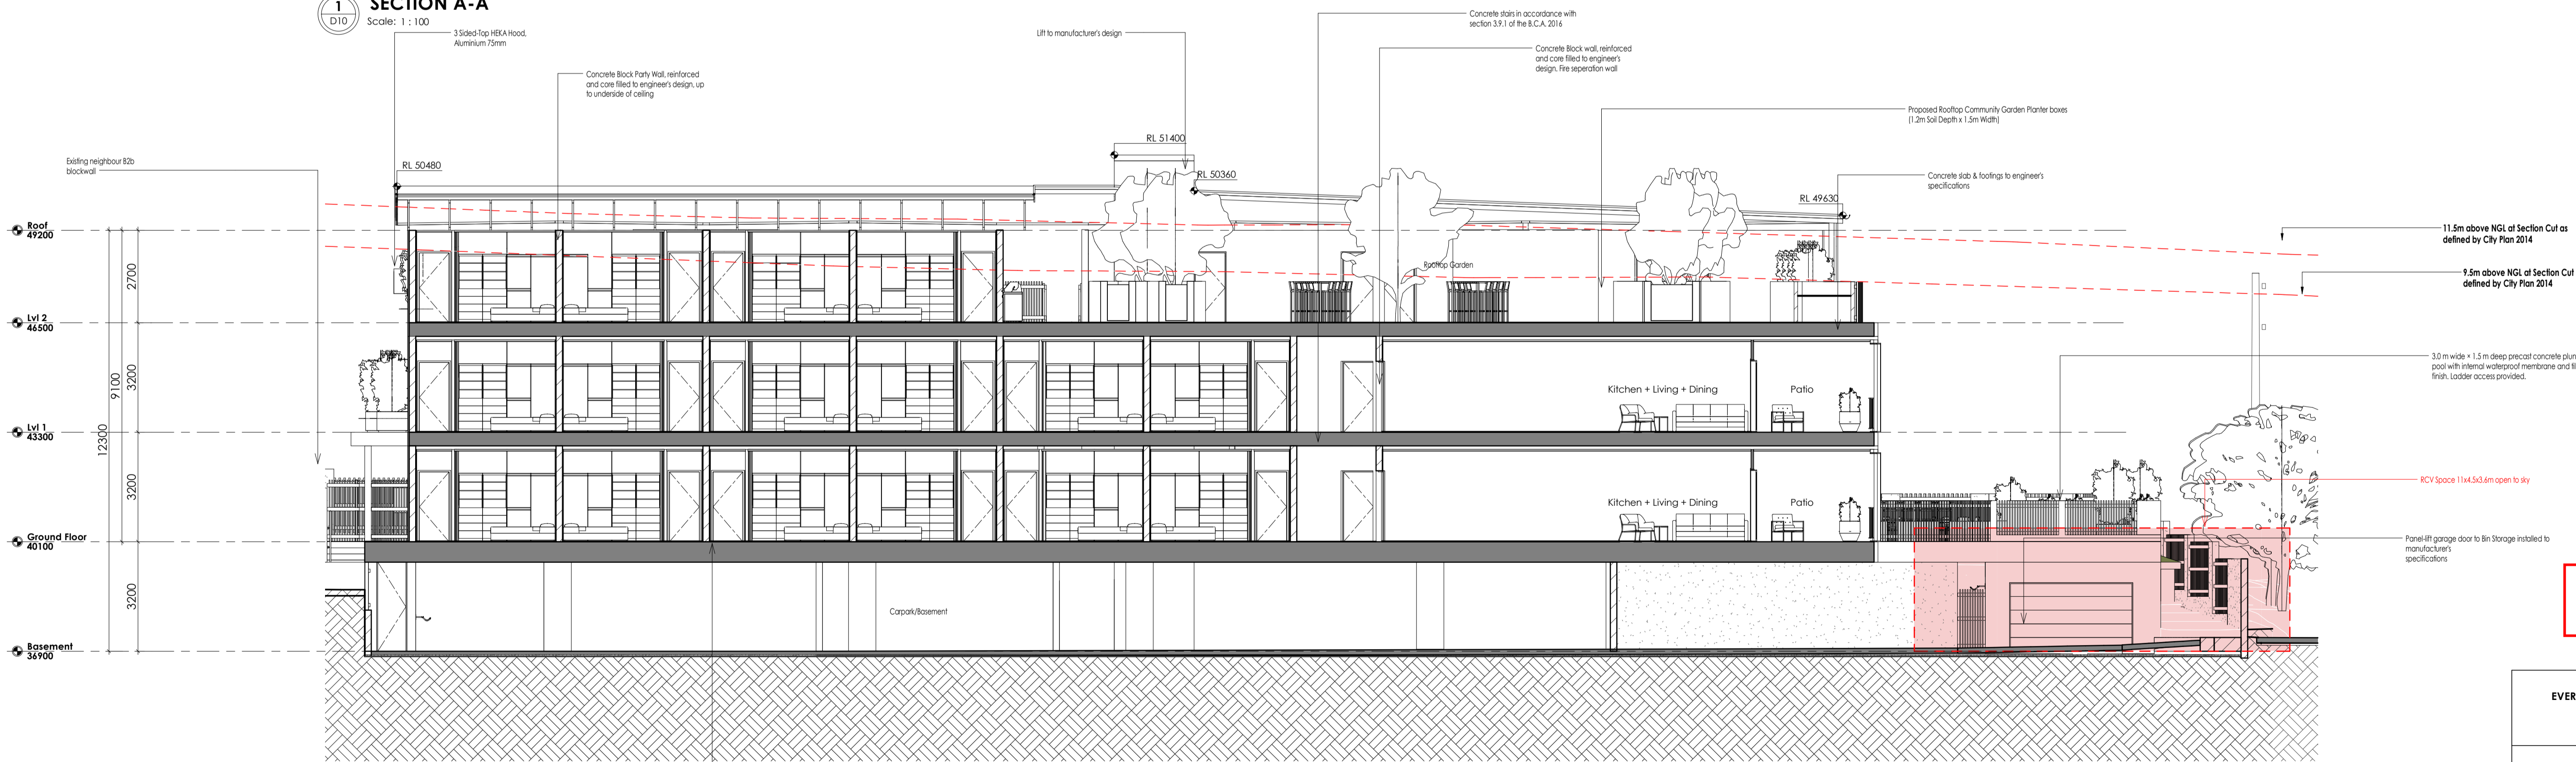 1
D10
SECTION A-A
Scale: 1 : 100
3 Sided-Top HEKA Hood,
Aluminium 75mm
Lift to manufacturer's design
Concrete stairs in accordance with
section 3.9.1 of the B.C.A. 2016
Concrete Block wall, reinforced
and core filled to engineer's
design. Fire seperation wall
Concrete Block Party Wall, reinforced
and core filled to engineer's design, up
to underside of ceiling
Proposed Rooftop Community Garden Planter boxes
(1.2m Soil Depth x 1.5m Width)
Existing neighbour B2b
blockwall
RL 50480
RL 51400
RL 50360
Concrete slab & footings to engineer's
specifications
RL 49630
Roof
49200
11.5m above NGL at Section Cut as
defined by City Plan 2014
Rooftop Garden
9.5m above NGL at Section Cut
defined by City Plan 2014
2700
Lvl 2
46500
3.0 m wide × 1.5 m deep precast concrete plun
pool with internal waterproof membrane and
finish. Ladder access provided.
9100
3200
Kitchen + Living + Dining
Patio
Lvl 1
43300
12300
3200
RCV Space 11x4.5x3.6m open to sky
Kitchen + Living + Dining
Patio
Ground Floor
40100
Panel-lift garage door to Bin Storage installed to
manufacturer's
specifications
3200
Carpark/Basement
Basement
36900
EVER